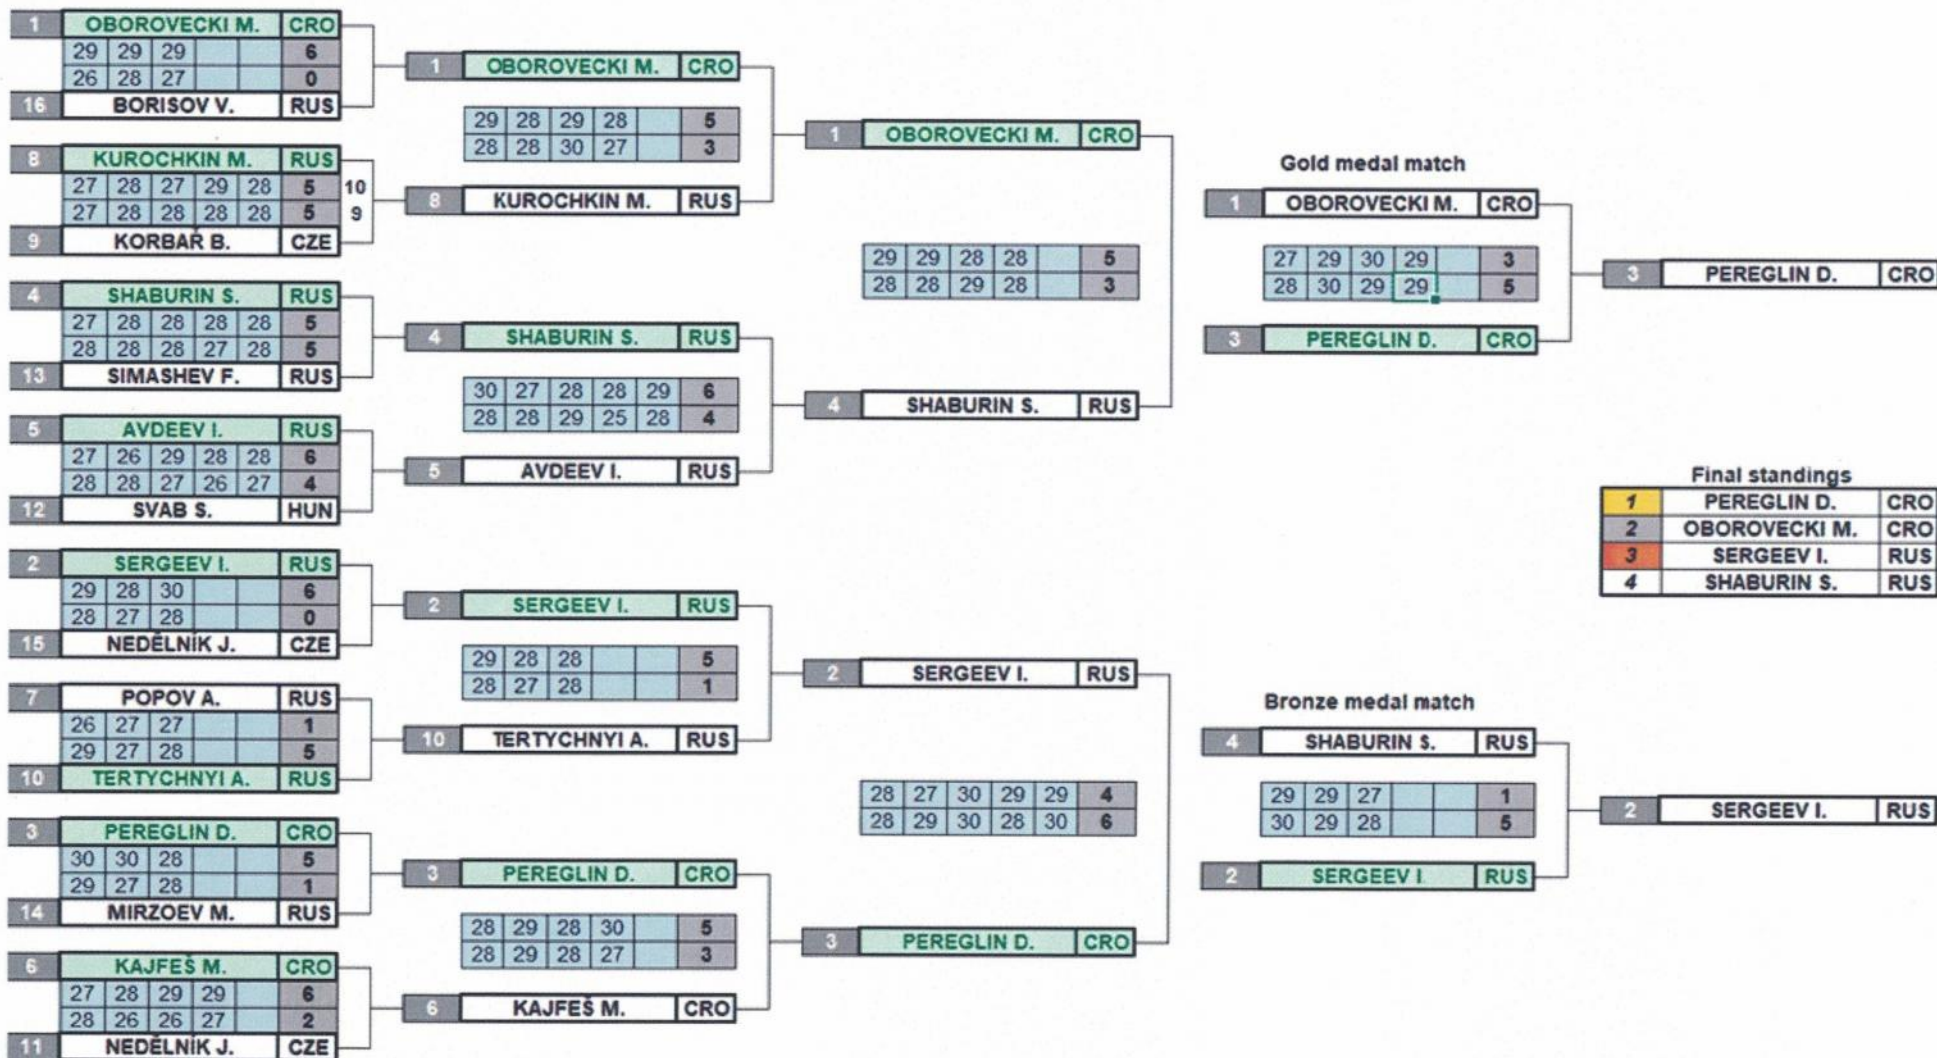 1 OBOROVECKI M. CRO
29 29 29 6
26 28 27 0
16 BORISOV V. RUS
8 KUROCHKIN M. RUS
27 28 27 29 28 5 10
27 28 28 28 28 5 9
9 KORBAŘ B. CZE
4 SHABURIN S. RUS
27 28 28 28 28 5
28 28 28 27 28 5
13 SIMASHEV F. RUS
5 AVDEEV I. RUS
27 26 29 28 28 6
28 28 27 26 27 4
12 SVAB S. HUN
2 SERGEEV I. RUS
29 28 30 6
28 27 28 0
15 NEDĚLNÍK J. CZE
7 POPOV A. RUS
26 27 27 1
29 27 28 5
10 TERTYCHNYI A. RUS
3 PEREGLIN D. CRO
30 30 28 5
29 27 28 1
14 MIRZOEV M. RUS
6 KAJFEŠ M. CRO
27 28 29 29 6
28 26 26 27 2
11 NEDĚLNÍK J. CZE
1 OBOROVECKI M. CRO
29 28 29 28 5
28 28 30 27 3
8 KUROCHKIN M. RUS
4 SHABURIN S. RUS
30 27 28 28 29 6
28 28 29 25 28 4
5 AVDEEV I. RUS
2 SERGEEV I. RUS
29 28 28 5
28 27 28 1
10 TERTYCHNYI A. RUS
3 PEREGLIN D. CRO
28 29 28 30 5
28 29 28 27 3
6 KAJFEŠ M. CRO
1 OBOROVECKI M. CRO
29 29 28 28 5
28 28 29 28 3
4 SHABURIN S. RUS
2 SERGEEV I. RUS
28 27 30 29 29 4
28 29 30 28 30 6
3 PEREGLIN D. CRO
Gold medal match
1 OBOROVECKI M. CRO
27 29 30 29 3
28 30 29 29 5
3 PEREGLIN D. CRO
3 PEREGLIN D. CRO
Final standings
1 PEREGLIN D. CRO
2 OBOROVECKI M. CRO
3 SERGEEV I. RUS
4 SHABURIN S. RUS
Bronze medal match
4 SHABURIN S. RUS
29 29 27 1
30 29 28 5
2 SERGEEV I. RUS
2 SERGEEV I. RUS